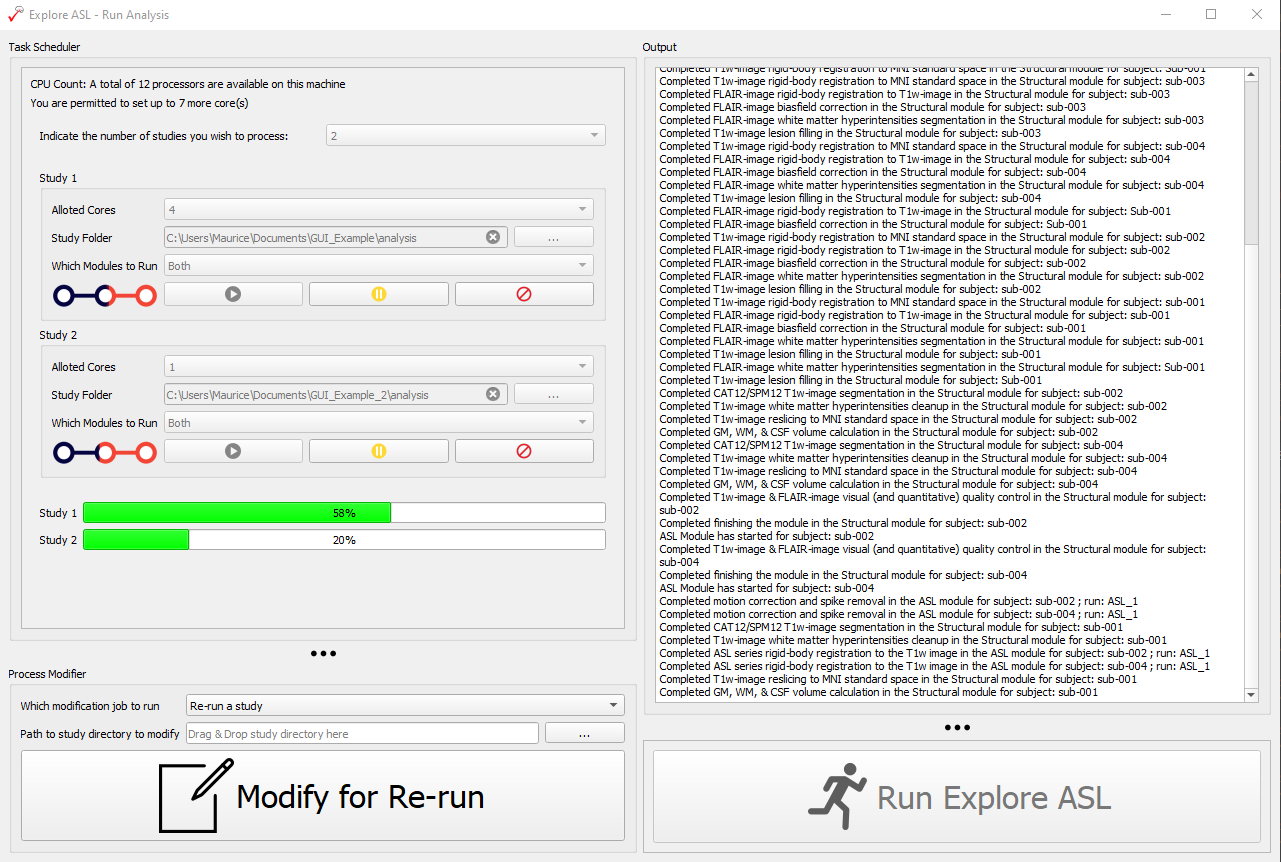 Explore ASL - Run Analysis
Task Scheduler
CPU Count: A total of 12 processors are available on this machine
You are permitted to set up to 7 more core(s)
Indicate the number of studies you wish to process:
2
Study 1
Alloted Cores
4
Study Folder
C:\Users\Maurice\Documents\GUI_Example\analysis
...
Which Modules to Run
Both
Study 2
Alloted Cores
1
Study Folder
C:\Users\Maurice\Documents\GUI_Example_2\analysis
...
Which Modules to Run
Both
Study 1
58%
Study 2
20%
Process Modifier
Which modification job to run
Re-run a study
Path to study directory to modify
Drag & Drop study directory here
...
Modify for Re-run
Output
Completed T1w-image rigid-body registration to MNI standard space in the Structural module for subject: Sub-001
Completed T1w-image rigid-body registration to MNI standard space in the Structural module for subject: sub-003
Completed FLAIR-image rigid-body registration to T1w-image in the Structural module for subject: sub-003
Completed FLAIR-image biasfield correction in the Structural module for subject: sub-003
Completed FLAIR-image white matter hyperintensities segmentation in the Structural module for subject: sub-003
Completed T1w-image lesion filling in the Structural module for subject: sub-003
Completed T1w-image rigid-body registration to MNI standard space in the Structural module for subject: sub-004
Completed FLAIR-image rigid-body registration to T1w-image in the Structural module for subject: sub-004
Completed FLAIR-image biasfield correction in the Structural module for subject: sub-004
Completed FLAIR-image white matter hyperintensities segmentation in the Structural module for subject: sub-004
Completed T1w-image lesion filling in the Structural module for subject: sub-004
Completed FLAIR-image rigid-body registration to T1w-image in the Structural module for subject: Sub-001
Completed FLAIR-image biasfield correction in the Structural module for subject: Sub-001
Completed T1w-image rigid-body registration to MNI standard space in the Structural module for subject: sub-002
Completed FLAIR-image rigid-body registration to T1w-image in the Structural module for subject: sub-002
Completed FLAIR-image biasfield correction in the Structural module for subject: sub-002
Completed FLAIR-image white matter hyperintensities segmentation in the Structural module for subject: sub-002
Completed T1w-image lesion filling in the Structural module for subject: sub-002
Completed T1w-image rigid-body registration to MNI standard space in the Structural module for subject: sub-001
Completed FLAIR-image rigid-body registration to T1w-image in the Structural module for subject: sub-001
Completed FLAIR-image biasfield correction in the Structural module for subject: sub-001
Completed FLAIR-image white matter hyperintensities segmentation in the Structural module for subject: sub-001
Completed T1w-image lesion filling in the Structural module for subject: sub-001
Completed FLAIR-image white matter hyperintensities segmentation in the Structural module for subject: Sub-001
Completed T1w-image lesion filling in the Structural module for subject: Sub-001
Completed CAT12/SPM12 T1w-image segmentation in the Structural module for subject: sub-002
Completed T1w-image white matter hyperintensities cleanup in the Structural module for subject: sub-002
Completed T1w-image reslicing to MNI standard space in the Structural module for subject: sub-002
Completed GM, WM, & CSF volume calculation in the Structural module for subject: sub-002
Completed CAT12/SPM12 T1w-image segmentation in the Structural module for subject: sub-004
Completed T1w-image white matter hyperintensities cleanup in the Structural module for subject: sub-004
Completed T1w-image reslicing to MNI standard space in the Structural module for subject: sub-004
Completed GM, WM, & CSF volume calculation in the Structural module for subject: sub-004
Completed T1w-image & FLAIR-image visual (and quantitative) quality control in the Structural module for subject:
sub-002
Completed finishing the module in the Structural module for subject: sub-002
ASL Module has started for subject: sub-002
Completed T1w-image & FLAIR-image visual (and quantitative) quality control in the Structural module for subject:
sub-004
Completed finishing the module in the Structural module for subject: sub-004
ASL Module has started for subject: sub-004
Completed motion correction and spike removal in the ASL module for subject: sub-002 ; run: ASL_1
Completed motion correction and spike removal in the ASL module for subject: sub-004 ; run: ASL_1
Completed CAT12/SPM12 T1w-image segmentation in the Structural module for subject: sub-001
Completed T1w-image white matter hyperintensities cleanup in the Structural module for subject: sub-001
Completed ASL series rigid-body registration to the T1w image in the ASL module for subject: sub-002 ; run: ASL_1
Completed ASL series rigid-body registration to the T1w image in the ASL module for subject: sub-004 ; run: ASL_1
Completed T1w-image reslicing to MNI standard space in the Structural module for subject: sub-001
Completed GM, WM, & CSF volume calculation in the Structural module for subject: sub-001
Run Explore ASL